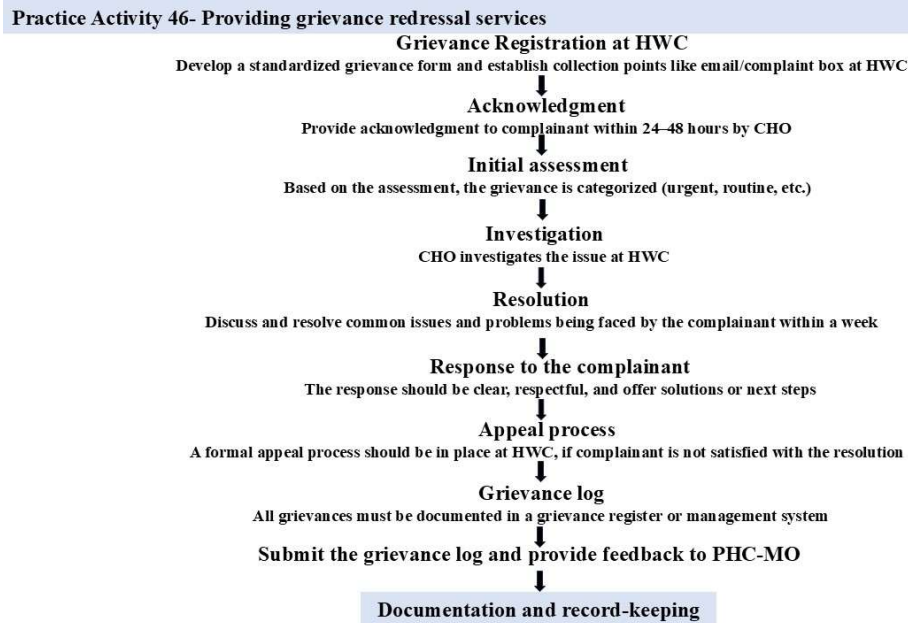 Practice Activity 46- Providing grievance redressal services
Grievance Registration at HWC
Develop a standardized grievance form and establish collection points like email/complaint box at HWC
Acknowledgment
Provide acknowledgment to complainant within 24–48 hours by CHO
Initial assessment
Based on the assessment, the grievance is categorized (urgent, routine, etc.)
Investigation
CHO investigates the issue at HWC
Resolution
Discuss and resolve common issues and problems being faced by the complainant within a week
Response to the complainant
The response should be clear, respectful, and offer solutions or next steps
Appeal process
A formal appeal process should be in place at HWC, if complainant is not satisfied with the resolution
Grievance log
All grievances must be documented in a grievance register or management system
Submit the grievance log and provide feedback to PHC-MO
Documentation and record-keeping